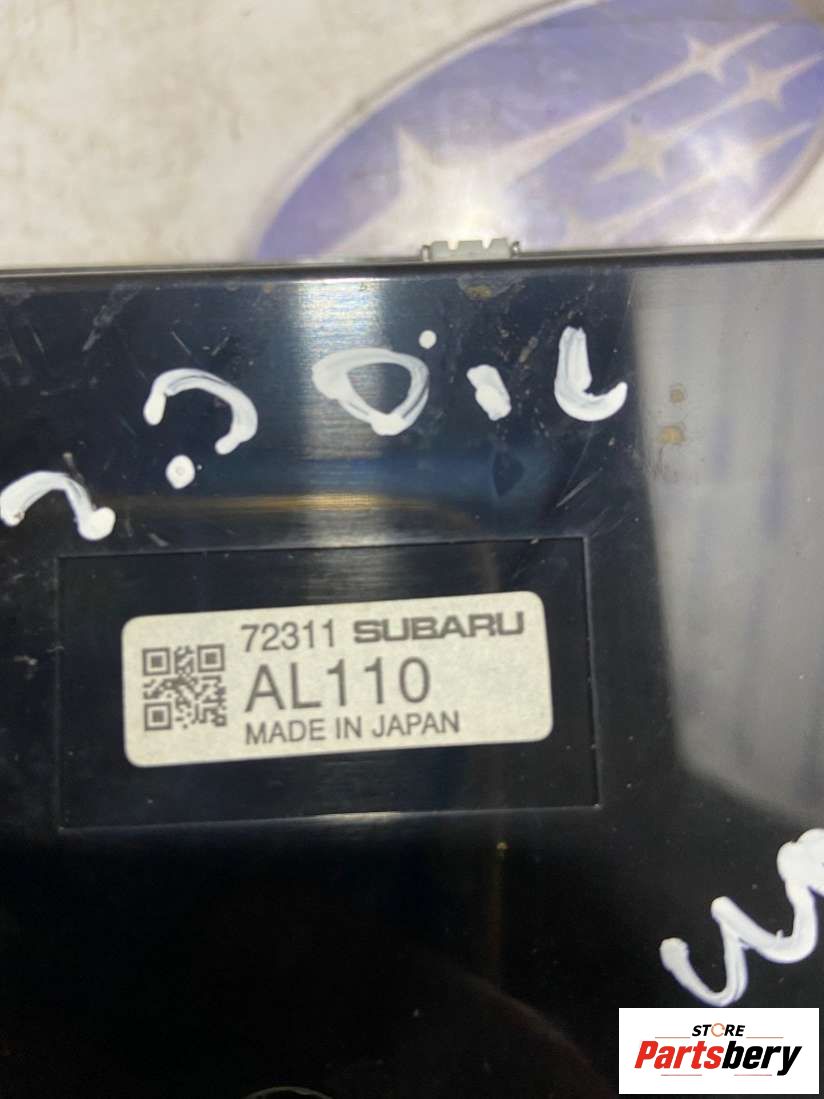 72311 SUBARU
AL110
MADE IN JAPAN
STORE
Partsbery